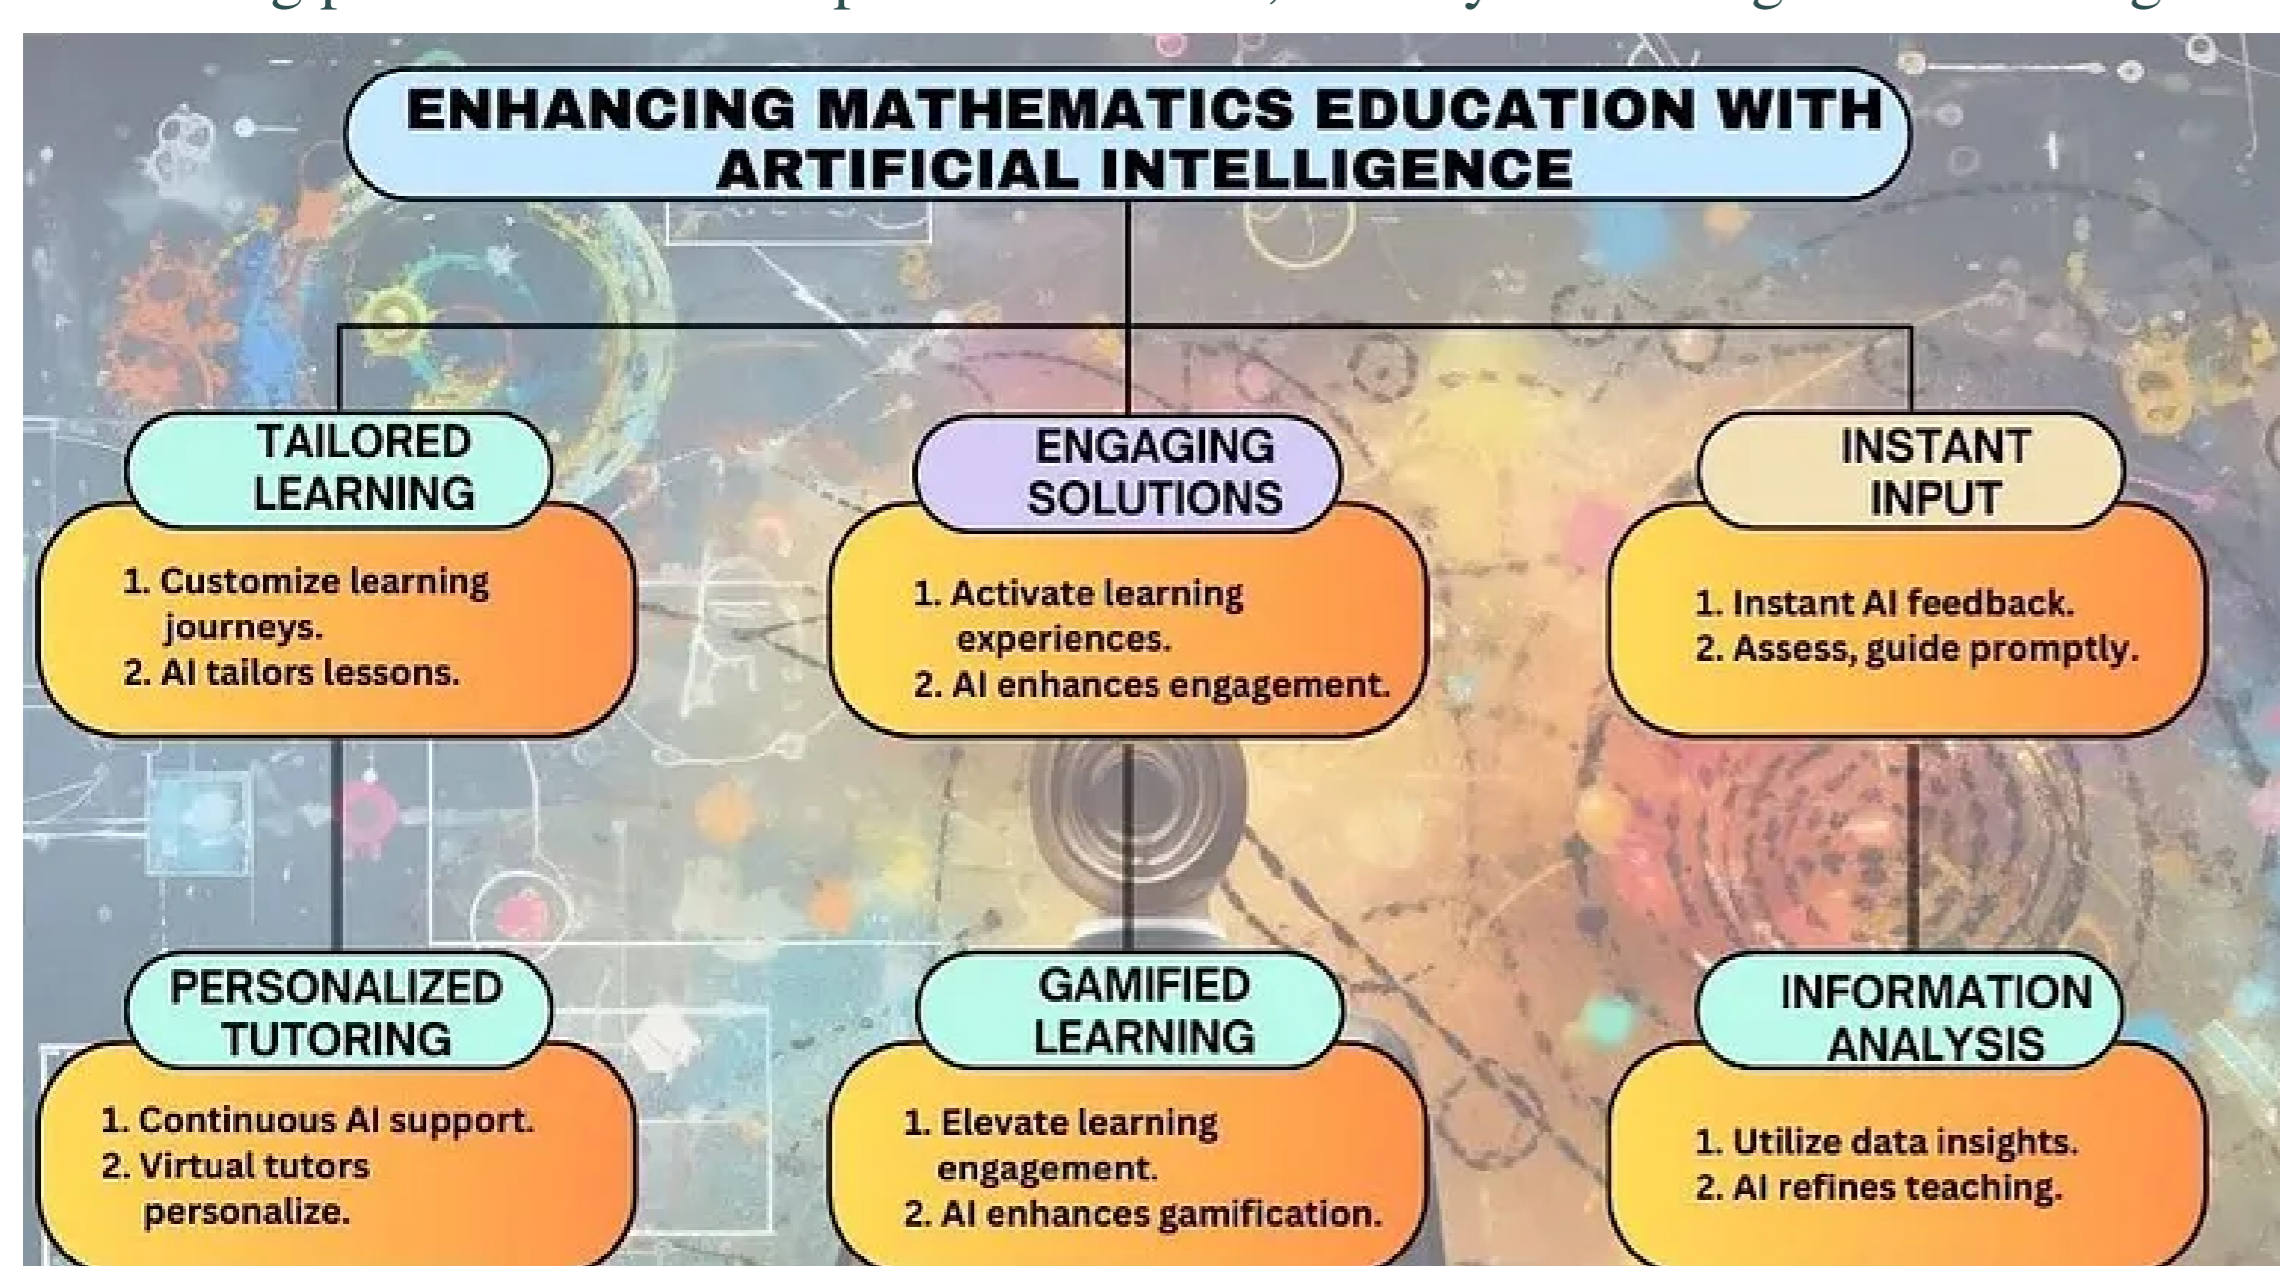 ENHANCING MATHEMATICS EDUCATION WITH
ARTIFICIAL INTELLIGENCE
TAILORED
LEARNING
1. Customize learning
journeys.
2. AI tailors lessons.
ENGAGING
SOLUTIONS
1. Activate learning
experiences.
2. AI enhances engagement.
INSTANT
INPUT
1. Instant AI feedback.
2. Assess, guide promptly.
PERSONALIZED
TUTORING
1. Continuous AI support.
2. Virtual tutors
personalize.
GAMIFIED
LEARNING
1. Elevate learning
engagement.
2. AI enhances gamification.
INFORMATION
ANALYSIS
1. Utilize data insights.
2. AI refines teaching.